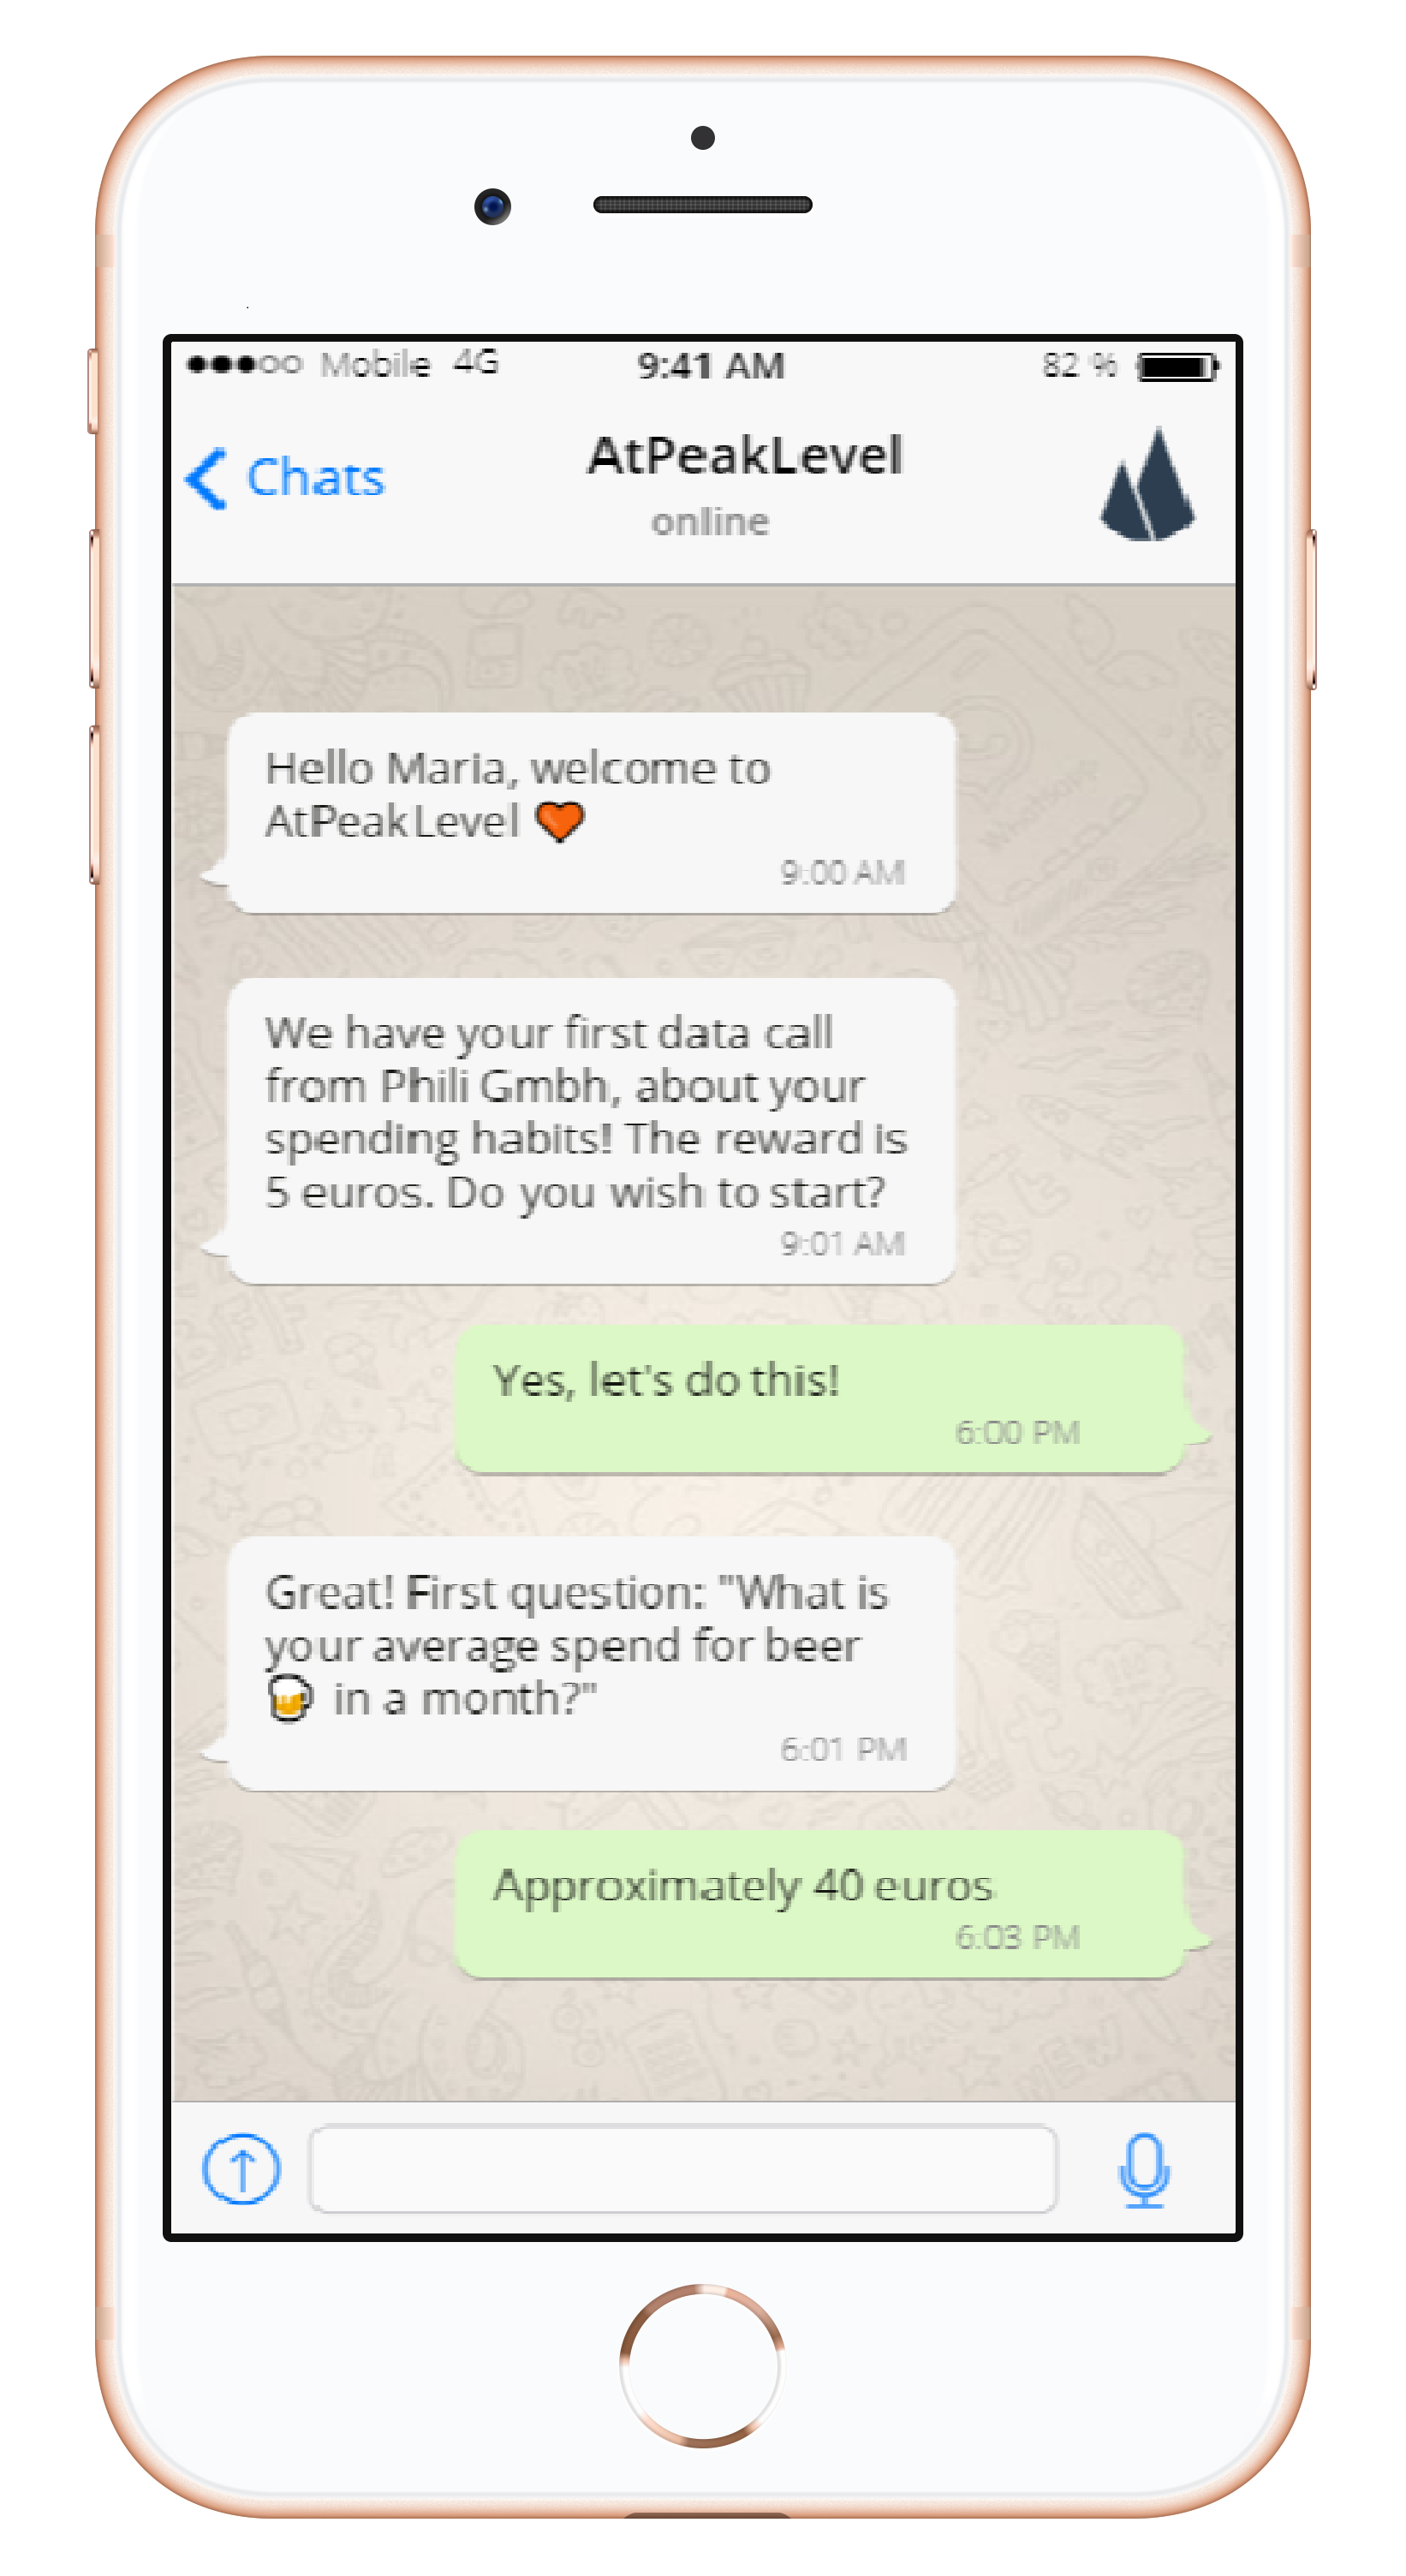 Mobile 4G 9:41 AM 82 %
Chats AtPeakLevel
online
Hello Maria, welcome to
AtPeakLevel 🧡
9:00 AM
We have your first data call
from Phili Gmbh, about your
spending habits! The reward is
5 euros. Do you wish to start?
9:01 AM
Yes, let's do this!
6:00 PM
Great! First question: "What is
your average spend for beer
🍺 in a month?"
6:01 PM
Approximately 40 euros
6:03 PM